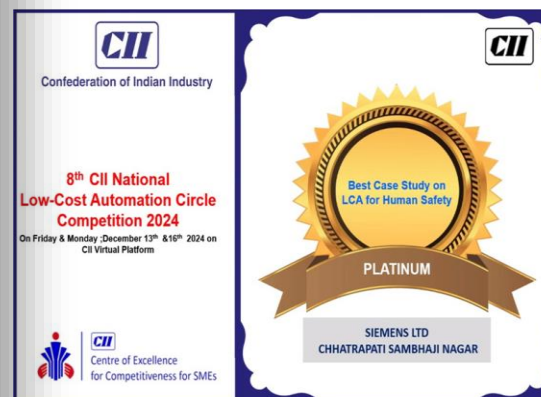 CII
Confederation of Indian Industry
8th CII National
Low-Cost Automation Circle
Competition 2024
On Friday & Monday ;December 13th &16th 2024 on
CII Virtual Platform
CII
Centre of Excellence
for Competitiveness for SMEs
CII
Best Case Study on
LCA for Human Safety
PLATINUM
SIEMENS LTD
CHHATRAPATI SAMBHAJI NAGAR